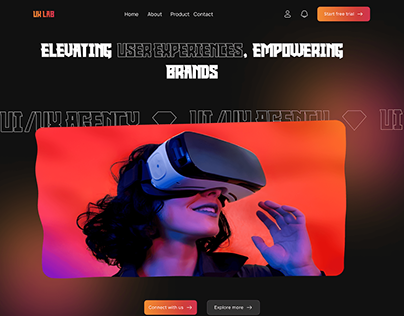 UX LAB
Home About Product Contact
Start free trial →
ELEVATING USER EXPERIENCES, EMPOWERING
BRANDS
UI/UX AGENCY UI/UX AGENCY UI
Connect with us →
Explore more →